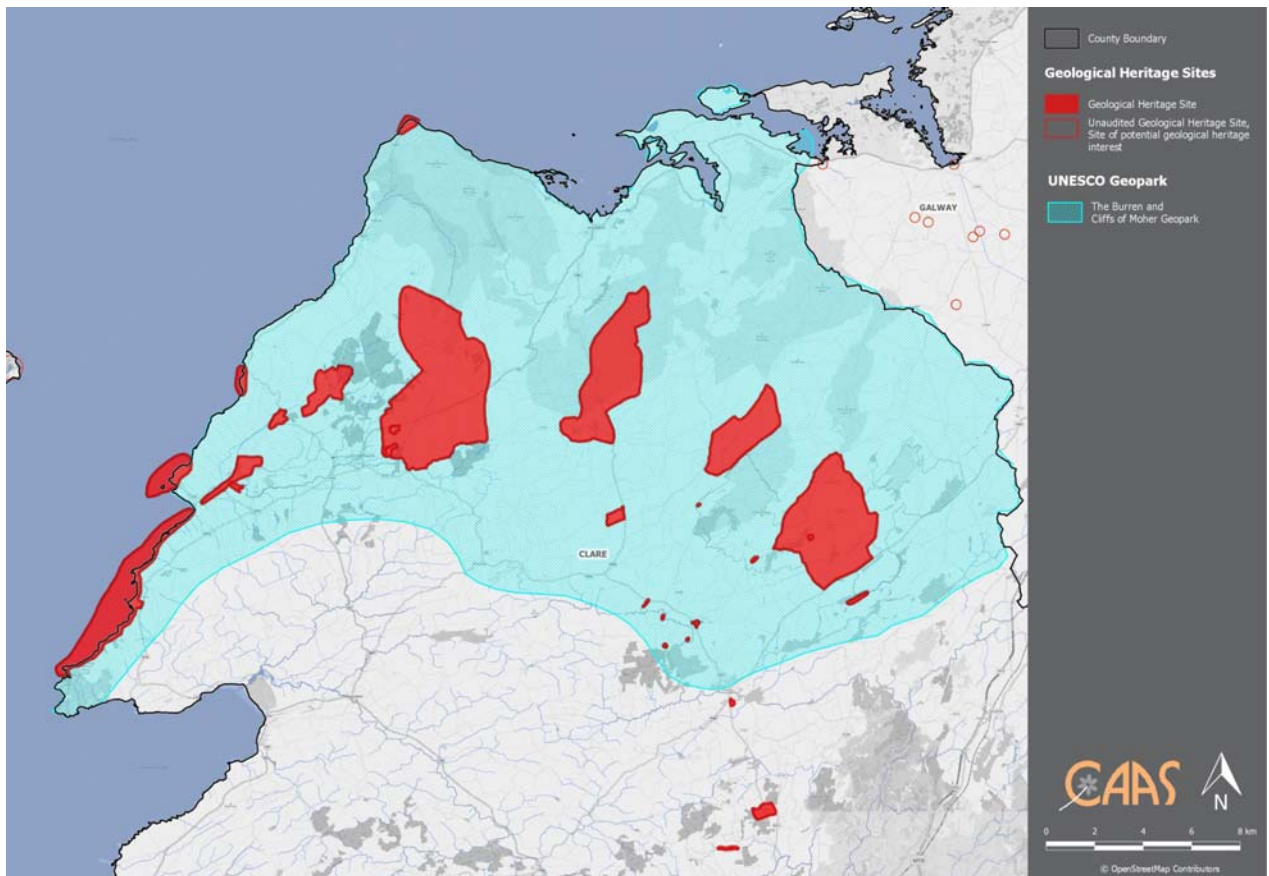 County Boundary
Geological Heritage Sites
Geological Heritage Site
Unaudited Geological Heritage Site,
Site of potential geological heritage
interest
UNESCO Geopark
The Burren and
Cliffs of Moher Geopark
GALWAY
CLARE
CAAS
N
0 2 4 6 8 km
© OpenStreetMap Contributors